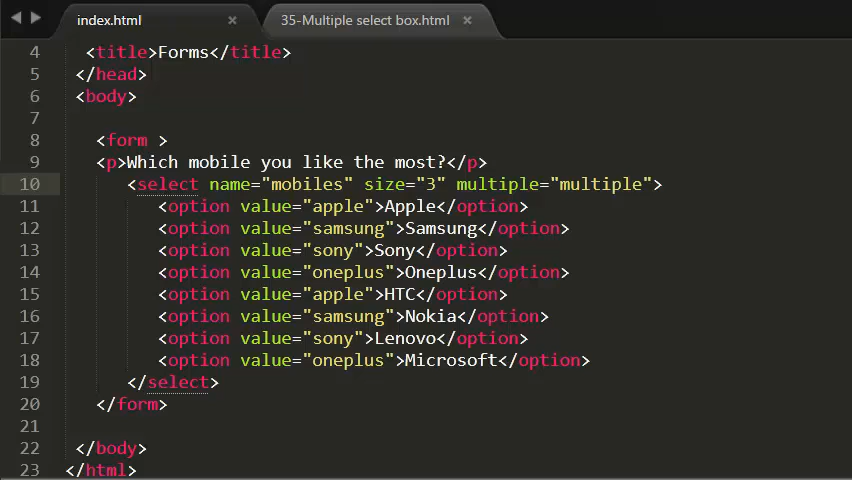 index.html × 35-Multiple select box.html ×
4 <title>Forms</title>
5 </head>
6 <body>
7
8 <form >
9 <p>Which mobile you like the most?</p>
10 <select name="mobiles" size="3" multiple="multiple">
11 <option value="apple">Apple</option>
12 <option value="samsung">Samsung</option>
13 <option value="sony">Sony</option>
14 <option value="oneplus">Oneplus</option>
15 <option value="apple">HTC</option>
16 <option value="samsung">Nokia</option>
17 <option value="sony">Lenovo</option>
18 <option value="oneplus">Microsoft</option>
19 </select>
20 </form>
21
22 </body>
23 </html>